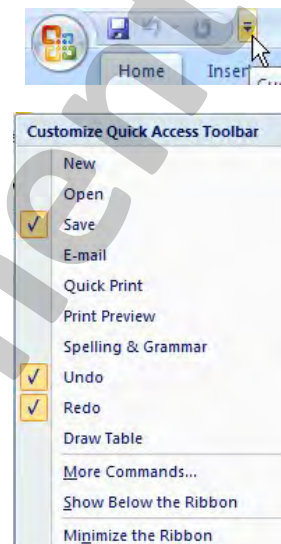 Home Inser
Customize Quick Access Toolbar
New
Open
Save
E-mail
Quick Print
Print Preview
Spelling & Grammar
Undo
Redo
Draw Table
More Commands...
Show Below the Ribbon
Minimize the Ribbon